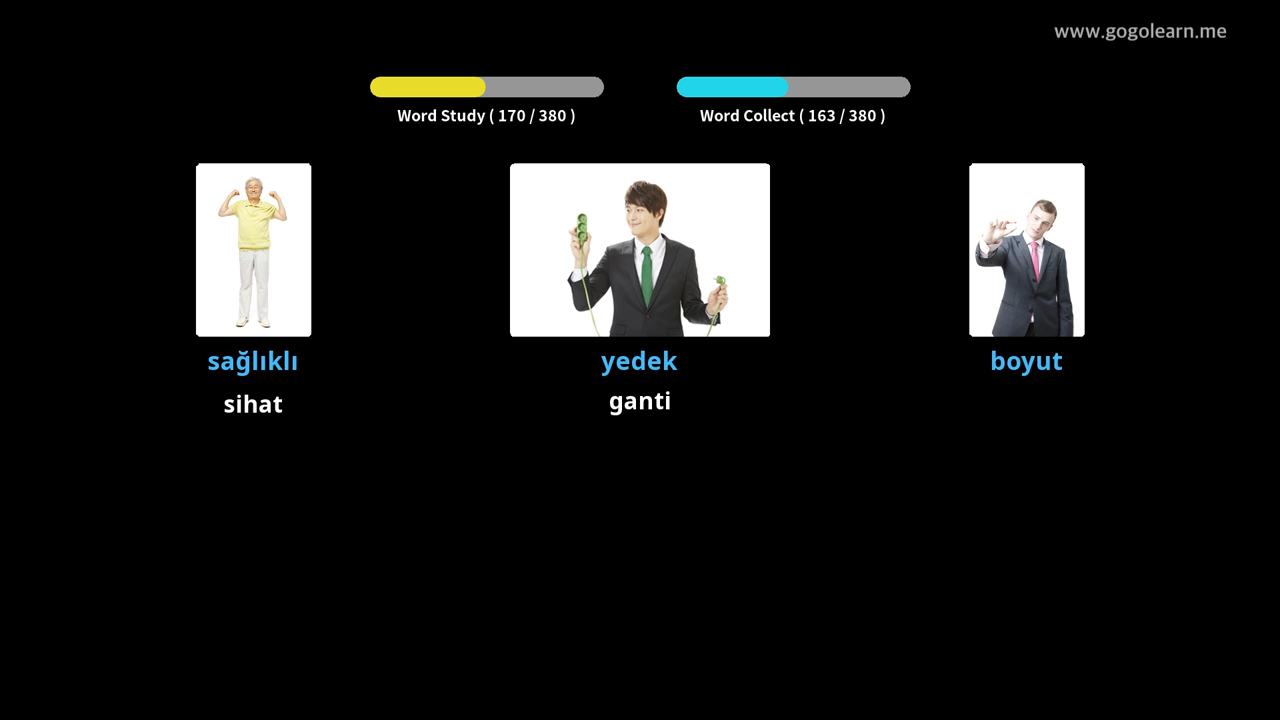 www.gogolearn.me
Word Study ( 170 / 380 )
Word Collect ( 163 / 380 )
sağlıklı
yedek
boyut
sihat
ganti